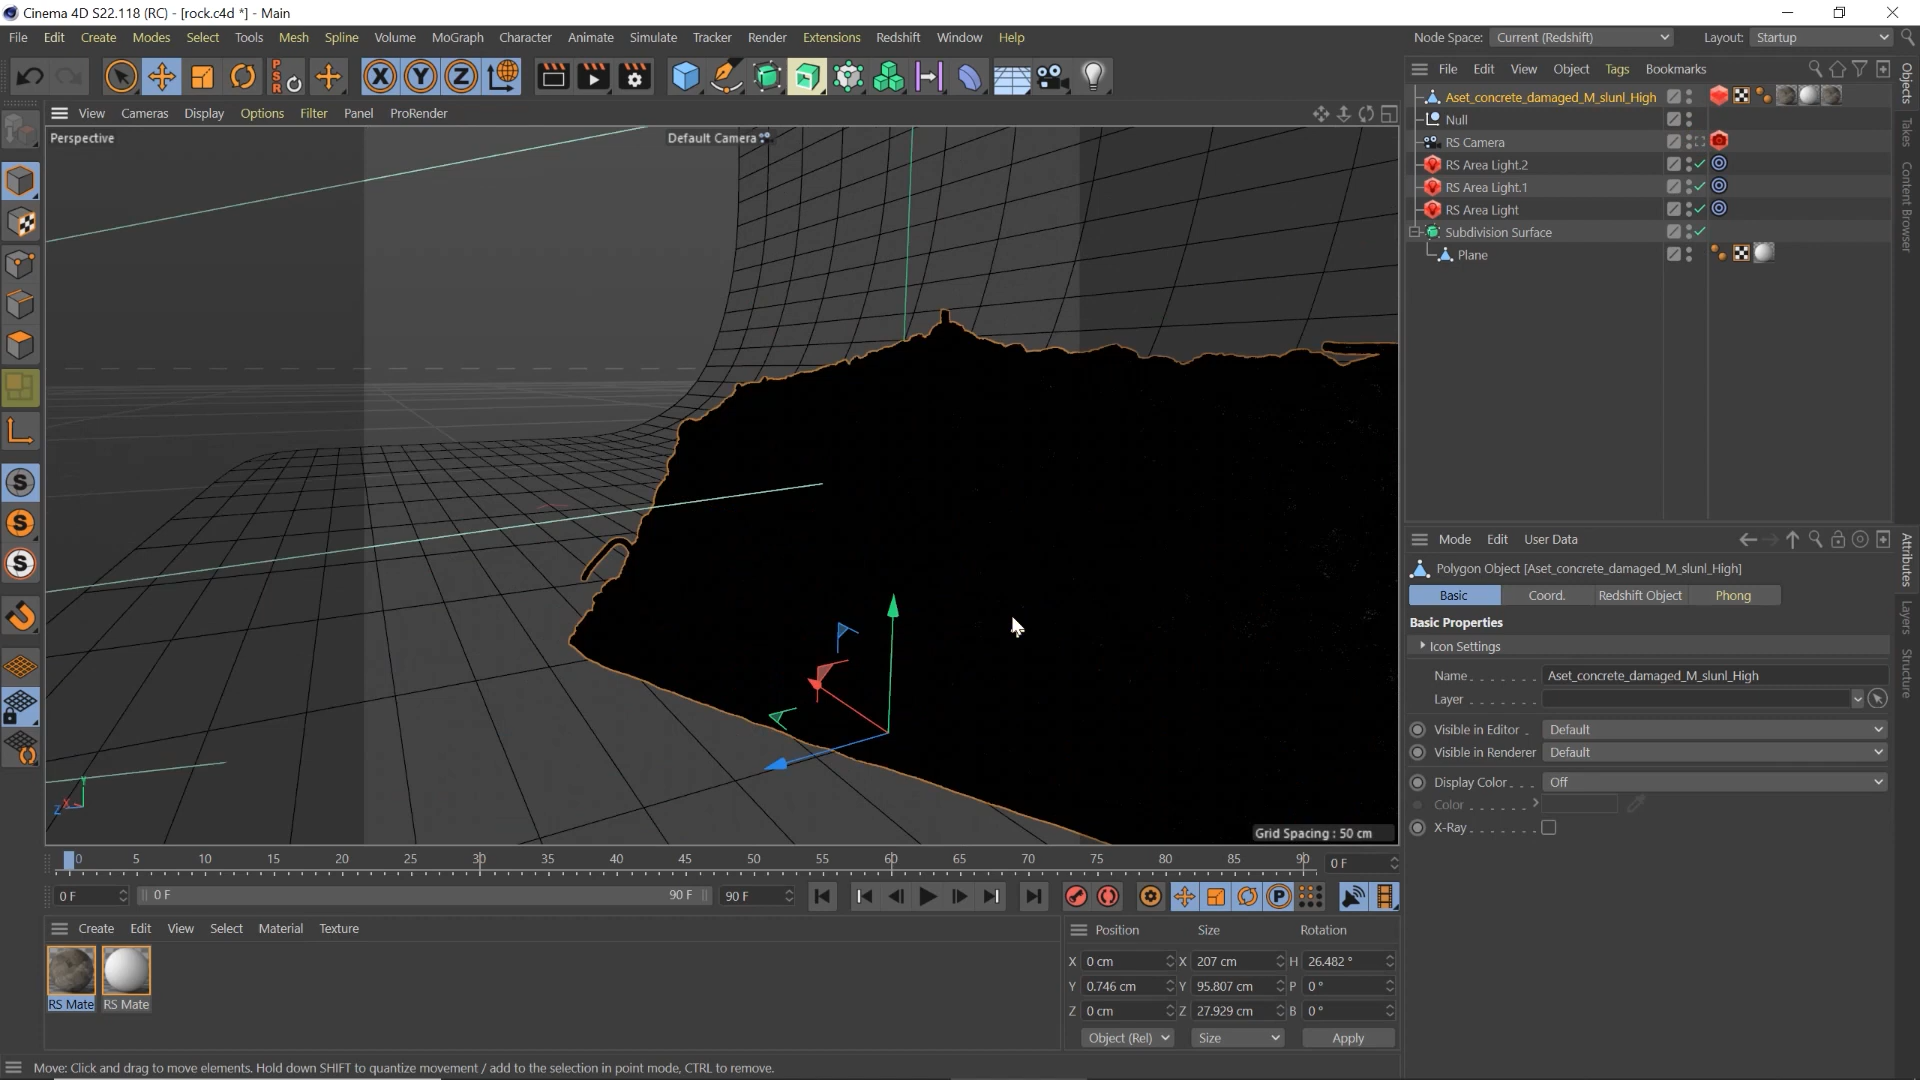 Cinema 4D S22.118 (RC) - [rock.c4d *] - Main
File Edit Create Modes Select Tools Mesh Spline Volume MoGraph Character Animate Simulate Tracker Render Extensions Redshift Window Help
Node Space: Current (Redshift) Layout: Startup
P S R X Y Z
File Edit View Object Tags Bookmarks
View Cameras Display Options Filter Panel ProRender
Perspective
Default Camera
Aset_concrete_damaged_M_slunl_High
Null
RS Camera
RS Area Light.2
RS Area Light.1
RS Area Light
Subdivision Surface
Plane
Objects
Takes
Content Browser
S
S
S
Y
X
Z
Grid Spacing : 50 cm
Mode Edit User Data
Polygon Object [Aset_concrete_damaged_M_slunl_High]
Basic Coord. Redshift Object Phong
Basic Properties
Icon Settings
Name Aset_concrete_damaged_M_slunl_High
Layer
Visible in Editor Default
Visible in Renderer Default
Display Color Off
Color
X-Ray
Attributes
Layers
Structure
0 5 10 15 20 25 30 35 40 45 50 55 60 65 70 75 80 85 90 0 F
0 F 0 F 90 F 90 F P
Create Edit View Select Material Texture
RS Mate RS Mate
Position Size Rotation
X 0 cm X 207 cm H 26.482 °
Y 0.746 cm Y 95.807 cm P 0 °
Z 0 cm Z 27.929 cm B 0 °
Object (Rel) Size Apply
Move: Click and drag to move elements. Hold down SHIFT to quantize movement / add to the selection in point mode, CTRL to remove.